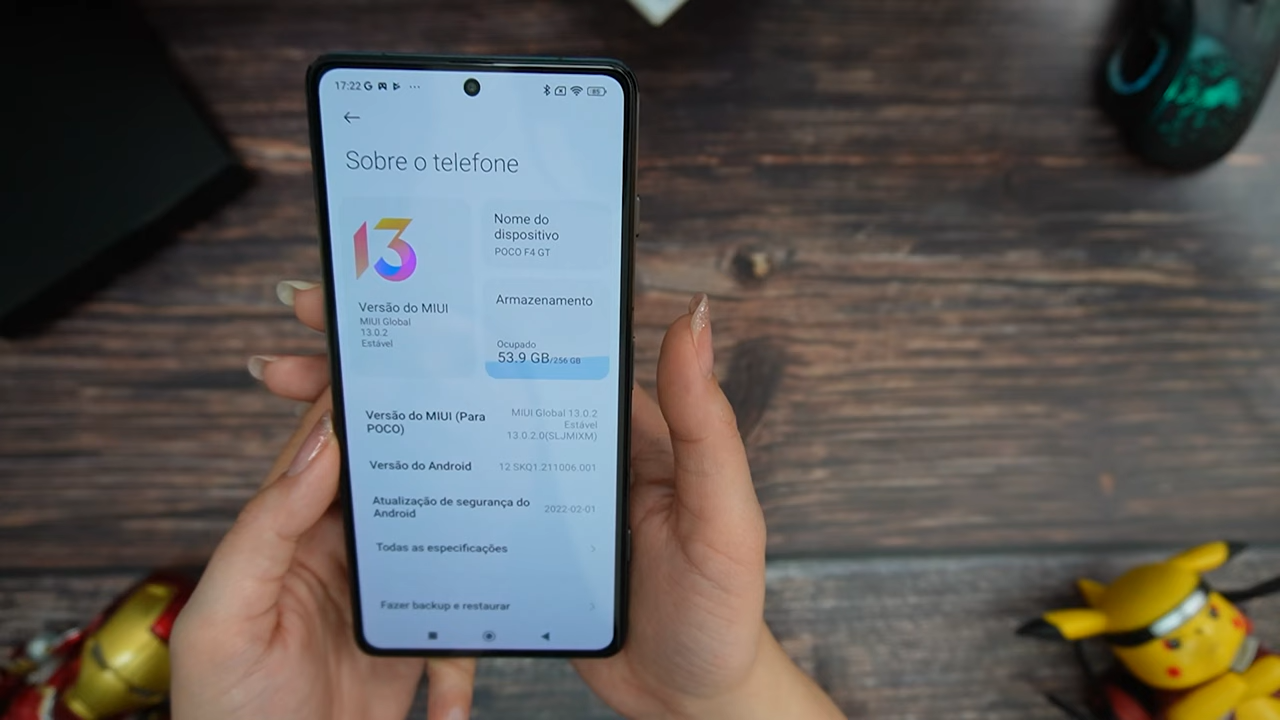 17:22
85
Sobre o telefone
13
Versão do MIUI
MIUI Global
13.0.2
Estável
Nome do
dispositivo
POCO F4 GT
Armazenamento
Ocupado
53.9 GB/256 GB
Versão do MIUI (Para
POCO)
MIUI Global 13.0.2
Estável
13.0.2.0(SLJMIXM)
Versão do Android
12 SKQ1.211006.001
Atualização de segurança do
Android
2022-02-01
Todas as especificações
Fazer backup e restaurar